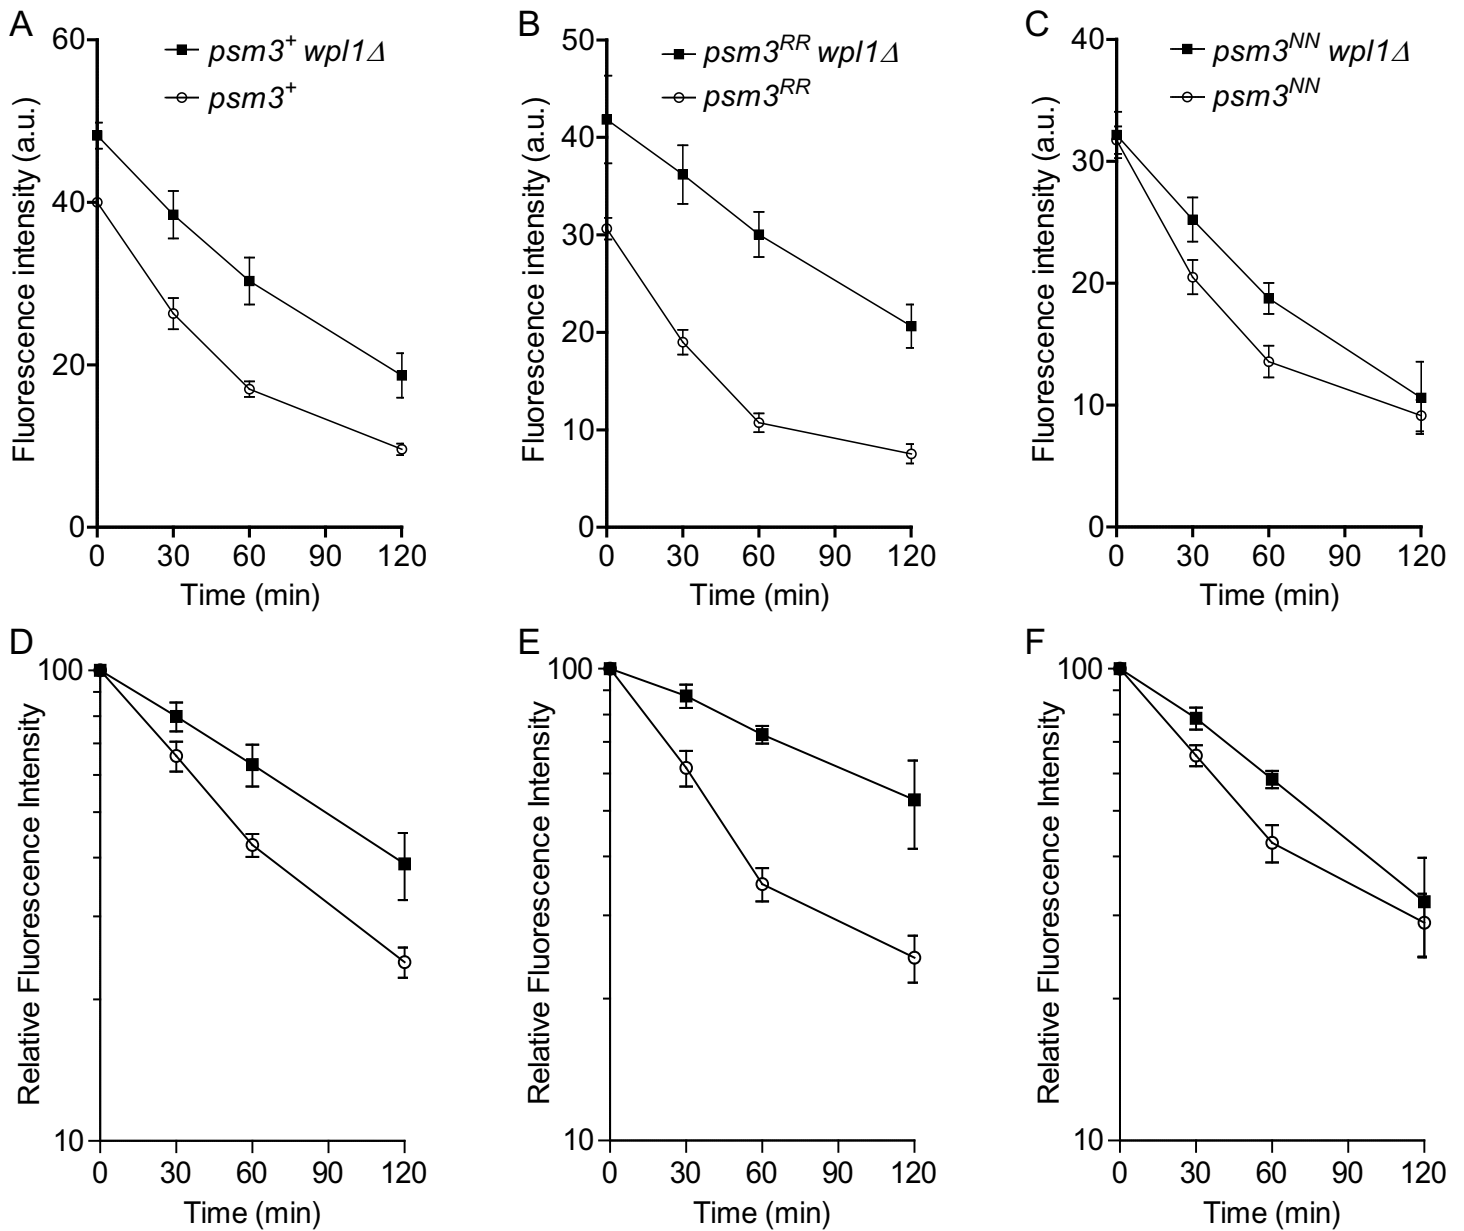 A
60
40
20
0
0 30 60 90 120
Fluorescence intensity (a.u.)
Time (min)
psm3⁺ wpl1Δ
psm3⁺
B
50
40
30
20
10
0
0 30 60 90 120
Fluorescence intensity (a.u.)
Time (min)
psm3ᴿᴿ wpl1Δ
psm3ᴿᴿ
C
40
30
20
10
0
0 30 60 90 120
Fluorescence intensity (a.u.)
Time (min)
psm3ᴺᴺ wpl1Δ
psm3ᴺᴺ
D
100
10
0 30 60 90 120
Relative Fluorescence Intensity
Time (min)
E
100
10
0 30 60 90 120
Relative Fluorescence Intensity
Time (min)
F
100
10
0 30 60 90 120
Relative Fluorescence Intensity
Time (min)